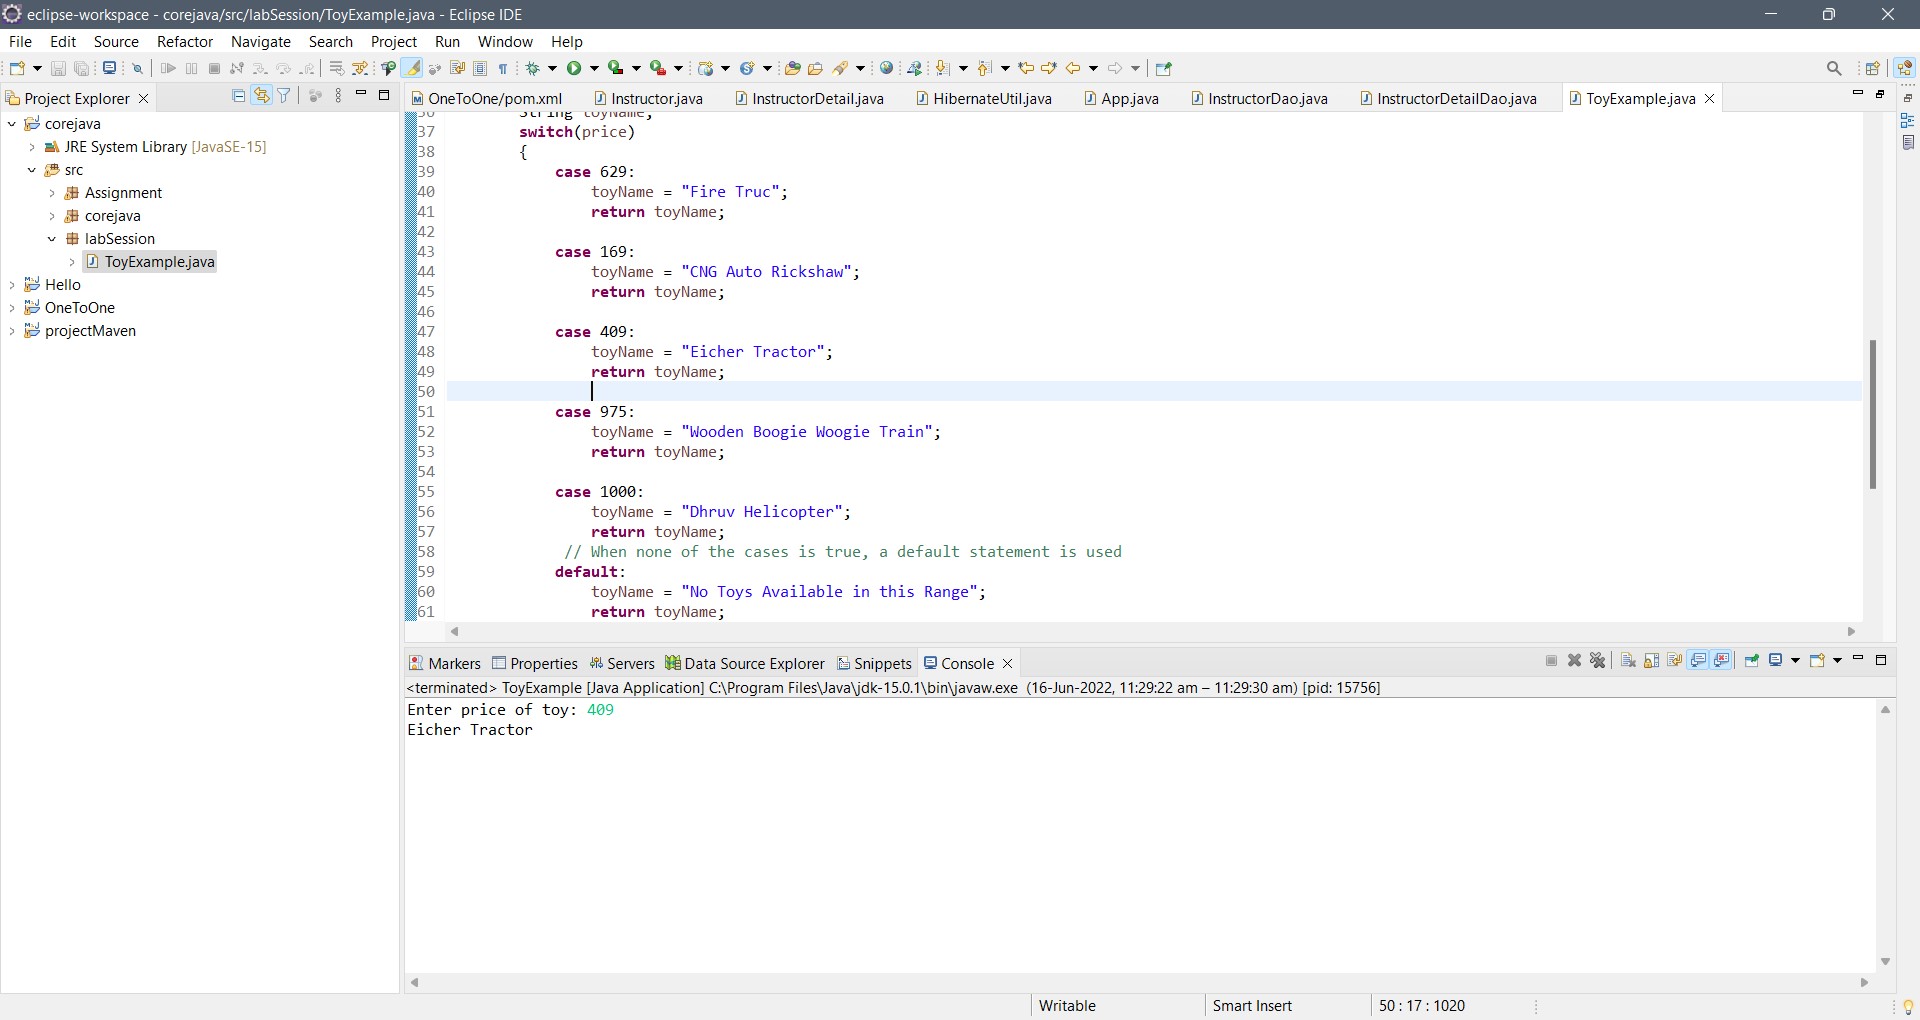 eclipse-workspace - corejava/src/labSession/ToyExample.java - Eclipse IDE
File Edit Source Refactor Navigate Search Project Run Window Help
Project Explorer
OneToOne/pom.xml Instructor.java InstructorDetail.java HibernateUtil.java App.java InstructorDao.java InstructorDetailDao.java ToyExample.java
corejava
JRE System Library [JavaSE-15]
src
Assignment
corejava
labSession
ToyExample.java
Hello
OneToOne
projectMaven
36 String toyName;
37 switch(price)
38 {
39 case 629:
40 toyName = "Fire Truc";
41 return toyName;
42
43 case 169:
44 toyName = "CNG Auto Rickshaw";
45 return toyName;
46
47 case 409:
48 toyName = "Eicher Tractor";
49 return toyName;
50
51 case 975:
52 toyName = "Wooden Boogie Woogie Train";
53 return toyName;
54
55 case 1000:
56 toyName = "Dhruv Helicopter";
57 return toyName;
58 // When none of the cases is true, a default statement is used
59 default:
60 toyName = "No Toys Available in this Range";
61 return toyName;
Markers Properties Servers Data Source Explorer Snippets Console
<terminated> ToyExample [Java Application] C:\Program Files\Java\jdk-15.0.1\bin\javaw.exe (16-Jun-2022, 11:29:22 am – 11:29:30 am) [pid: 15756]
Enter price of toy: 409
Eicher Tractor
Writable Smart Insert 50 : 17 : 1020